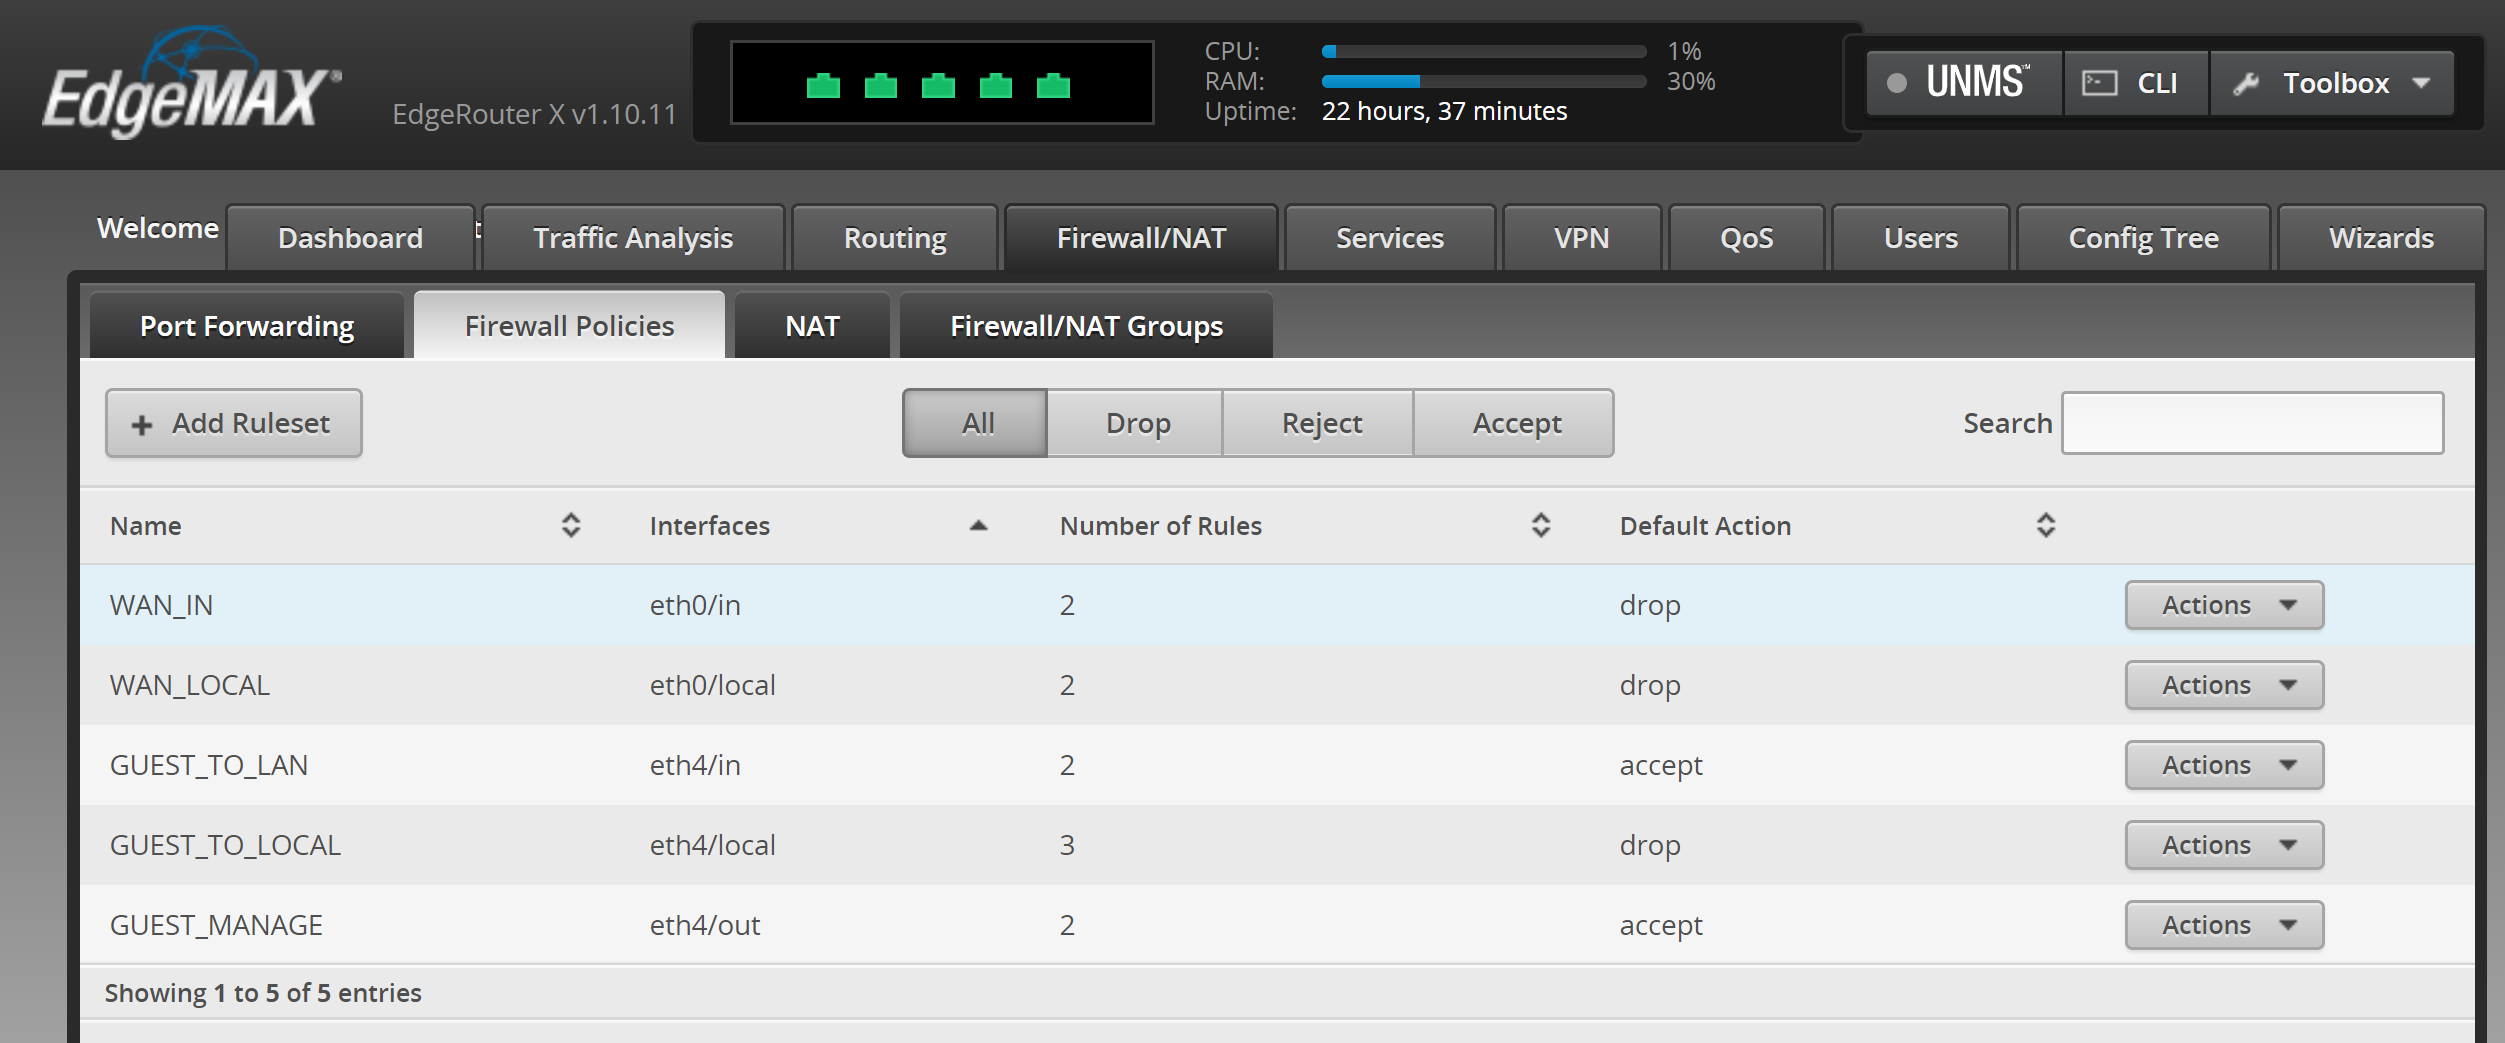 EdgeMAX®
EdgeRouter X v1.10.11
CPU: 1%
RAM: 30%
Uptime: 22 hours, 37 minutes
UNMS™ CLI Toolbox
Welcome Dashboard Traffic Analysis Routing Firewall/NAT Services VPN QoS Users Config Tree Wizards
Port Forwarding Firewall Policies NAT Firewall/NAT Groups
+ Add Ruleset All Drop Reject Accept Search
Name Interfaces Number of Rules Default Action
WAN_IN eth0/in 2 drop Actions
WAN_LOCAL eth0/local 2 drop Actions
GUEST_TO_LAN eth4/in 2 accept Actions
GUEST_TO_LOCAL eth4/local 3 drop Actions
GUEST_MANAGE eth4/out 2 accept Actions
Showing 1 to 5 of 5 entries